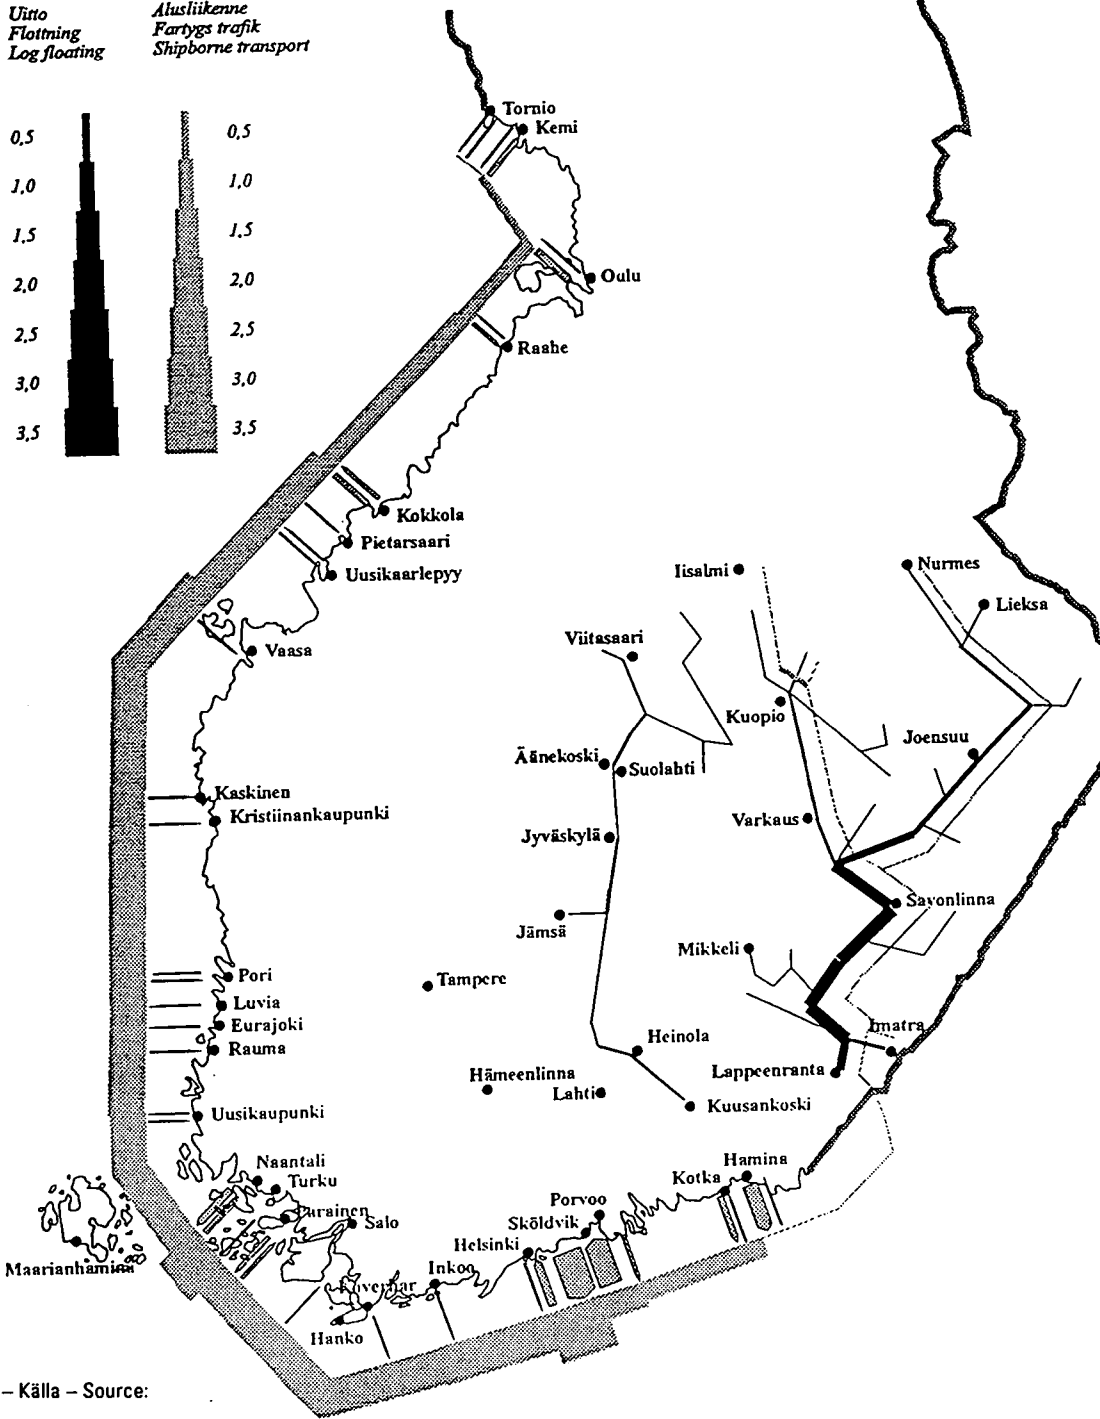 Uitto
Flottning
Log floating
Alusliikenne
Fartygs trafik
Shipborne transport
0,5
1,0
1,5
2,0
2,5
3,0
3,5
0,5
1,0
1,5
2,0
2,5
3,0
3,5
Tornio
Kemi
Oulu
Raahe
Kokkola
Pietarsaari
Uusikaarlepyy
Vaasa
Iisalmi
Nurmes
Lieksa
Viitasaari
Kuopio
Joensuu
Äänekoski
Suolahti
Kaskinen
Kristiinankaupunki
Jyväskylä
Varkaus
Savonlinna
Jämsä
Mikkeli
Pori
Tampere
Luvia
Eurajoki
Rauma
Imatra
Heinola
Lappeenranta
Hämeenlinna
Lahti
Kuusankoski
Uusikaupunki
Naantali
Turku
Hamina
Kotka
Parainen
Salo
Porvoo
Sköldvik
Helsinki
Maarianhamina
Inkoo
Koverhar
Hanko
– Källa – Source: